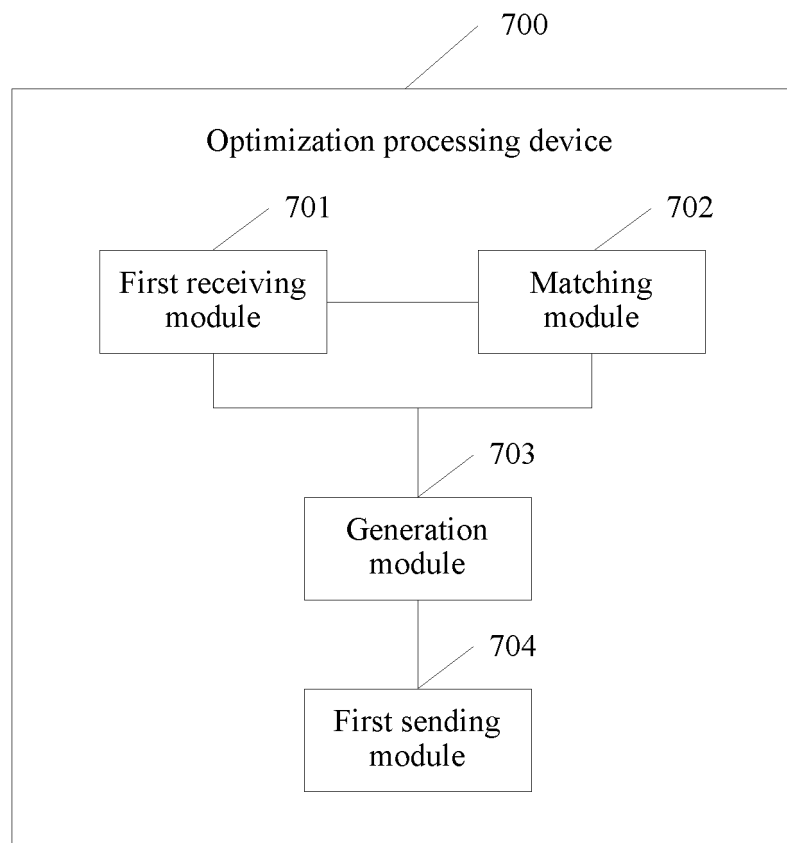 700
Optimization processing device
701
702
First receiving
module
Matching
module
703
Generation
module
704
First sending
module